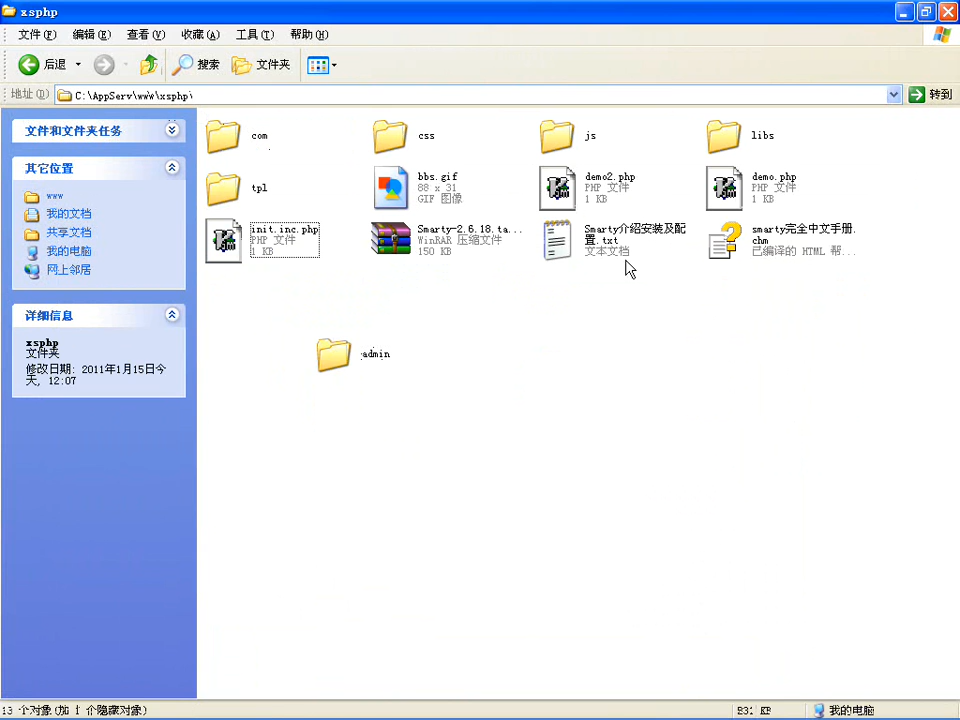 xsphp
文件(F) 编辑(E) 查看(V) 收藏(A) 工具(T) 帮助(H)
后退 搜索 文件夹
地址(D) C:\AppServ\www\xsphp\ 转到
文件和文件夹任务
其它位置
www
我的文档
共享文档
我的电脑
网上邻居
详细信息
xsphp
文件夹
修改日期: 2011年1月15日今
天, 12:07
com
css
js
libs
tpl
bbs.gif
88 x 31
GIF 图像
demo2.php
PHP 文件
1 KB
demo.php
PHP 文件
1 KB
init.inc.php
PHP 文件
1 KB
Smarty-2.6.18.ta...
WinRAR 压缩文件
150 KB
Smarty介绍安装及配
置.txt
文本文档
smarty完全中文手册.
chm
已编译的 HTML 帮...
admin
13 个对象(加 1 个隐藏对象)
831 KB
我的电脑